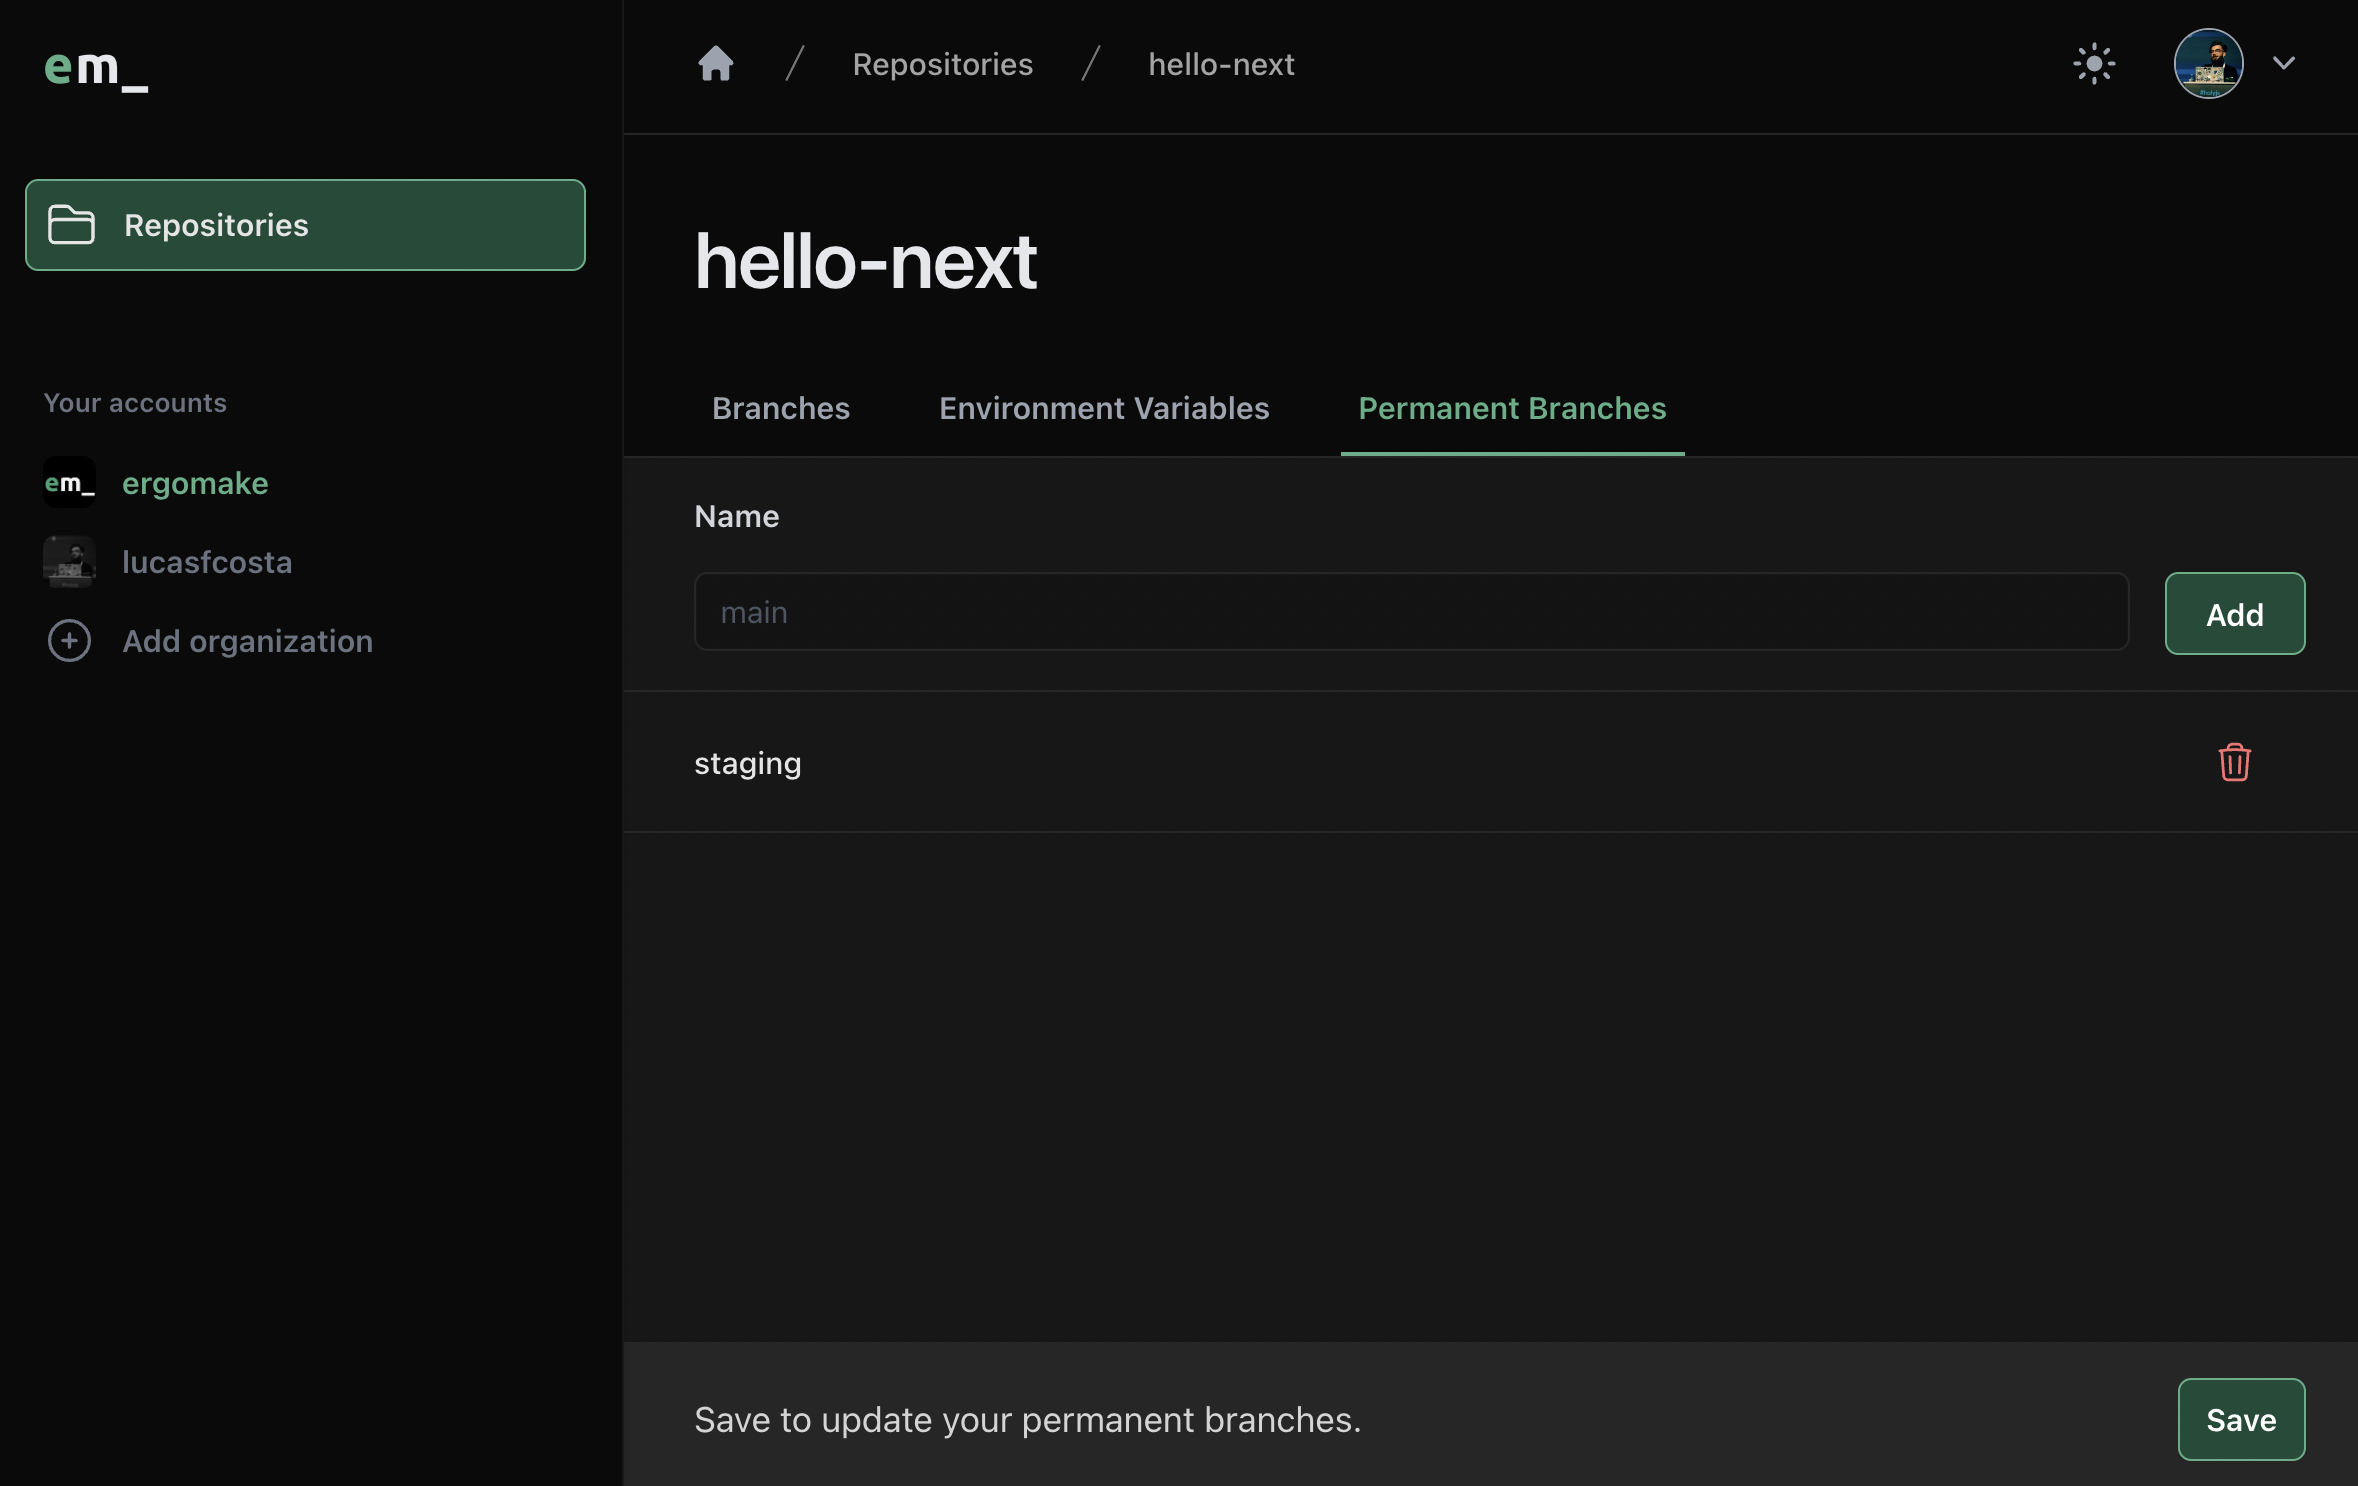 em_
Repositories / hello-next
Repositories
hello-next
Your accounts
Branches Environment Variables Permanent Branches
em_ ergomake
lucasfcosta
Add organization
Name
main
Add
staging
Save to update your permanent branches.
Save